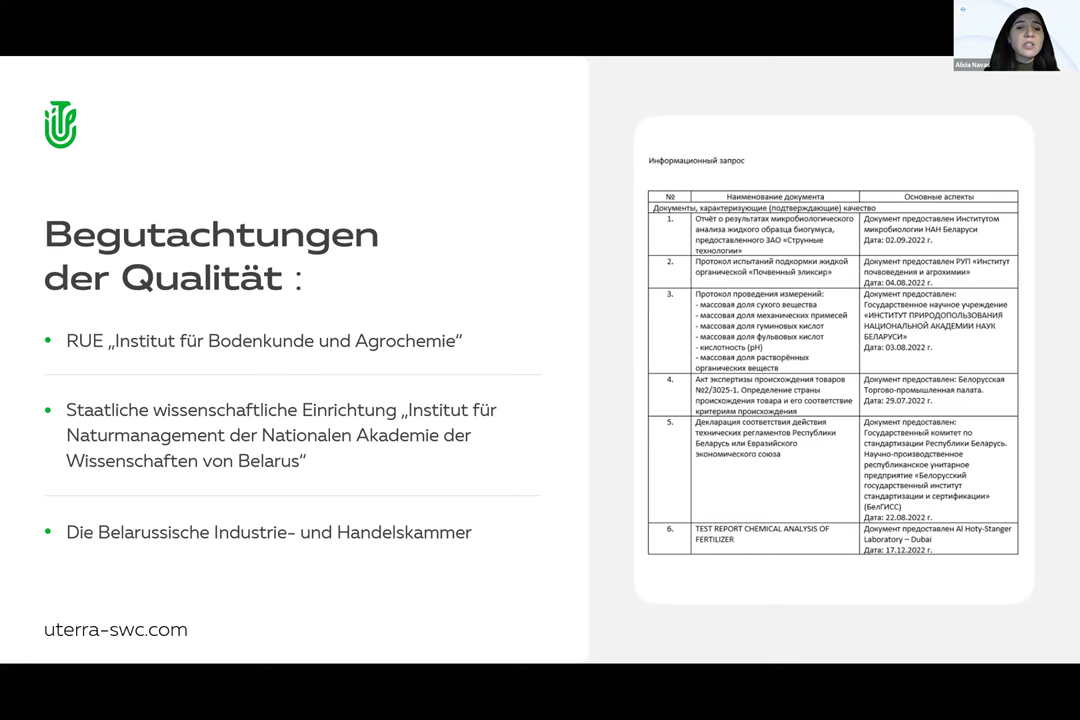 Alicia Navas
Begutachtungen
der Qualität :
• RUE „Institut für Bodenkunde und Agrochemie“
• Staatliche wissenschaftliche Einrichtung „Institut für
Naturmanagement der Nationalen Akademie der
Wissenschaften von Belarus“
• Die Belarussische Industrie- und Handelskammer
uterra-swc.com
Информационный запрос
№ Наименование документа Основные аспекты
Документы, характеризующие (подтверждающие) качество
1. Отчёт о результатах микробиологического
анализа жидкого образца биогумуса,
предоставленного ЗАО «Струнные
технологии»
Документ предоставлен Институтом
микробиологии НАН Беларуси
Дата: 02.09.2022 г.
2. Протокол испытаний подкормки жидкой
органической «Почвенный эликсир»
Документ предоставлен РУП «Институт
почвоведения и агрохимии»
Дата: 04.08.2022 г.
3. Протокол проведения измерений:
- массовая доля сухого вещества
- массовая доля механических примесей
- массовая доля гуминовых кислот
- массовая доля фульвовых кислот
- кислотность (pH)
- массовая доля растворённых
органических веществ
Документ предоставлен:
Государственное научное учреждение
«ИНСТИТУТ ПРИРОДОПОЛЬЗОВАНИЯ
НАЦИОНАЛЬНОЙ АКАДЕМИИ НАУК
БЕЛАРУСИ»
Дата: 03.08.2022 г.
4. Акт экспертизы происхождения товаров
№2/3025-1. Определение страны
происхождения товара и его соответствие
критериям происхождения
Документ предоставлен: Белорусская
Торгово-промышленная палата.
Дата: 29.07.2022 г.
5. Декларация соответствия действия
технических регламентов Республики
Беларусь или Евразийского
экономического союза
Документ предоставлен:
Государственный комитет по
стандартизации Республики Беларусь.
Научно-производственное
республиканское унитарное
предприятие «Белорусский
государственный институт
стандартизации и сертификации»
(БелГИСС)
Дата: 22.08.2022 г.
6. TEST REPORT CHEMICAL ANALYSIS OF
FERTILIZER
Документ предоставлен Al Hoty-Stanger
Laboratory – Dubai
Дата: 17.12.2022 г.